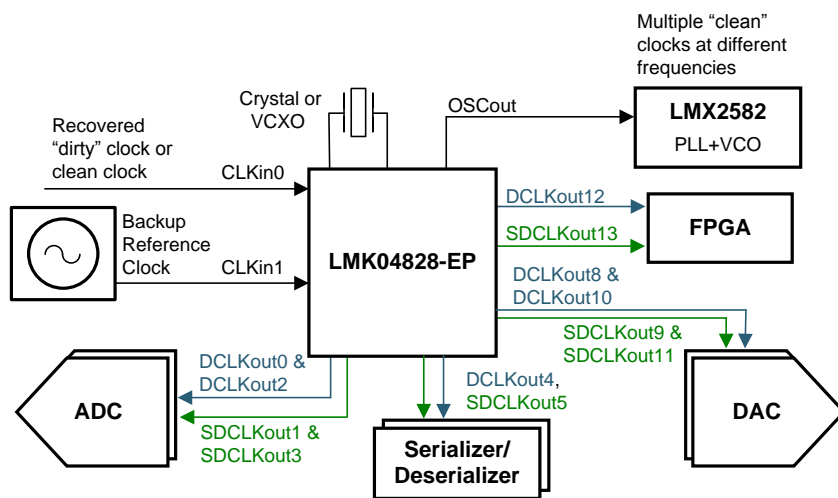 Multiple “clean”
clocks at different
frequencies
Crystal or
VCXO
OSCout
LMX2582
PLL+VCO
Recovered
“dirty” clock or
clean clock
CLKin0
DCLKout12
FPGA
SDCLKout13
Backup
Reference
Clock
CLKin1
LMK04828-EP
DCLKout8 &
DCLKout10
SDCLKout9 &
SDCLKout11
DCLKout0 &
DCLKout2
ADC
SDCLKout1 &
SDCLKout3
DCLKout4,
SDCLKout5
DAC
Serializer/
Deserializer